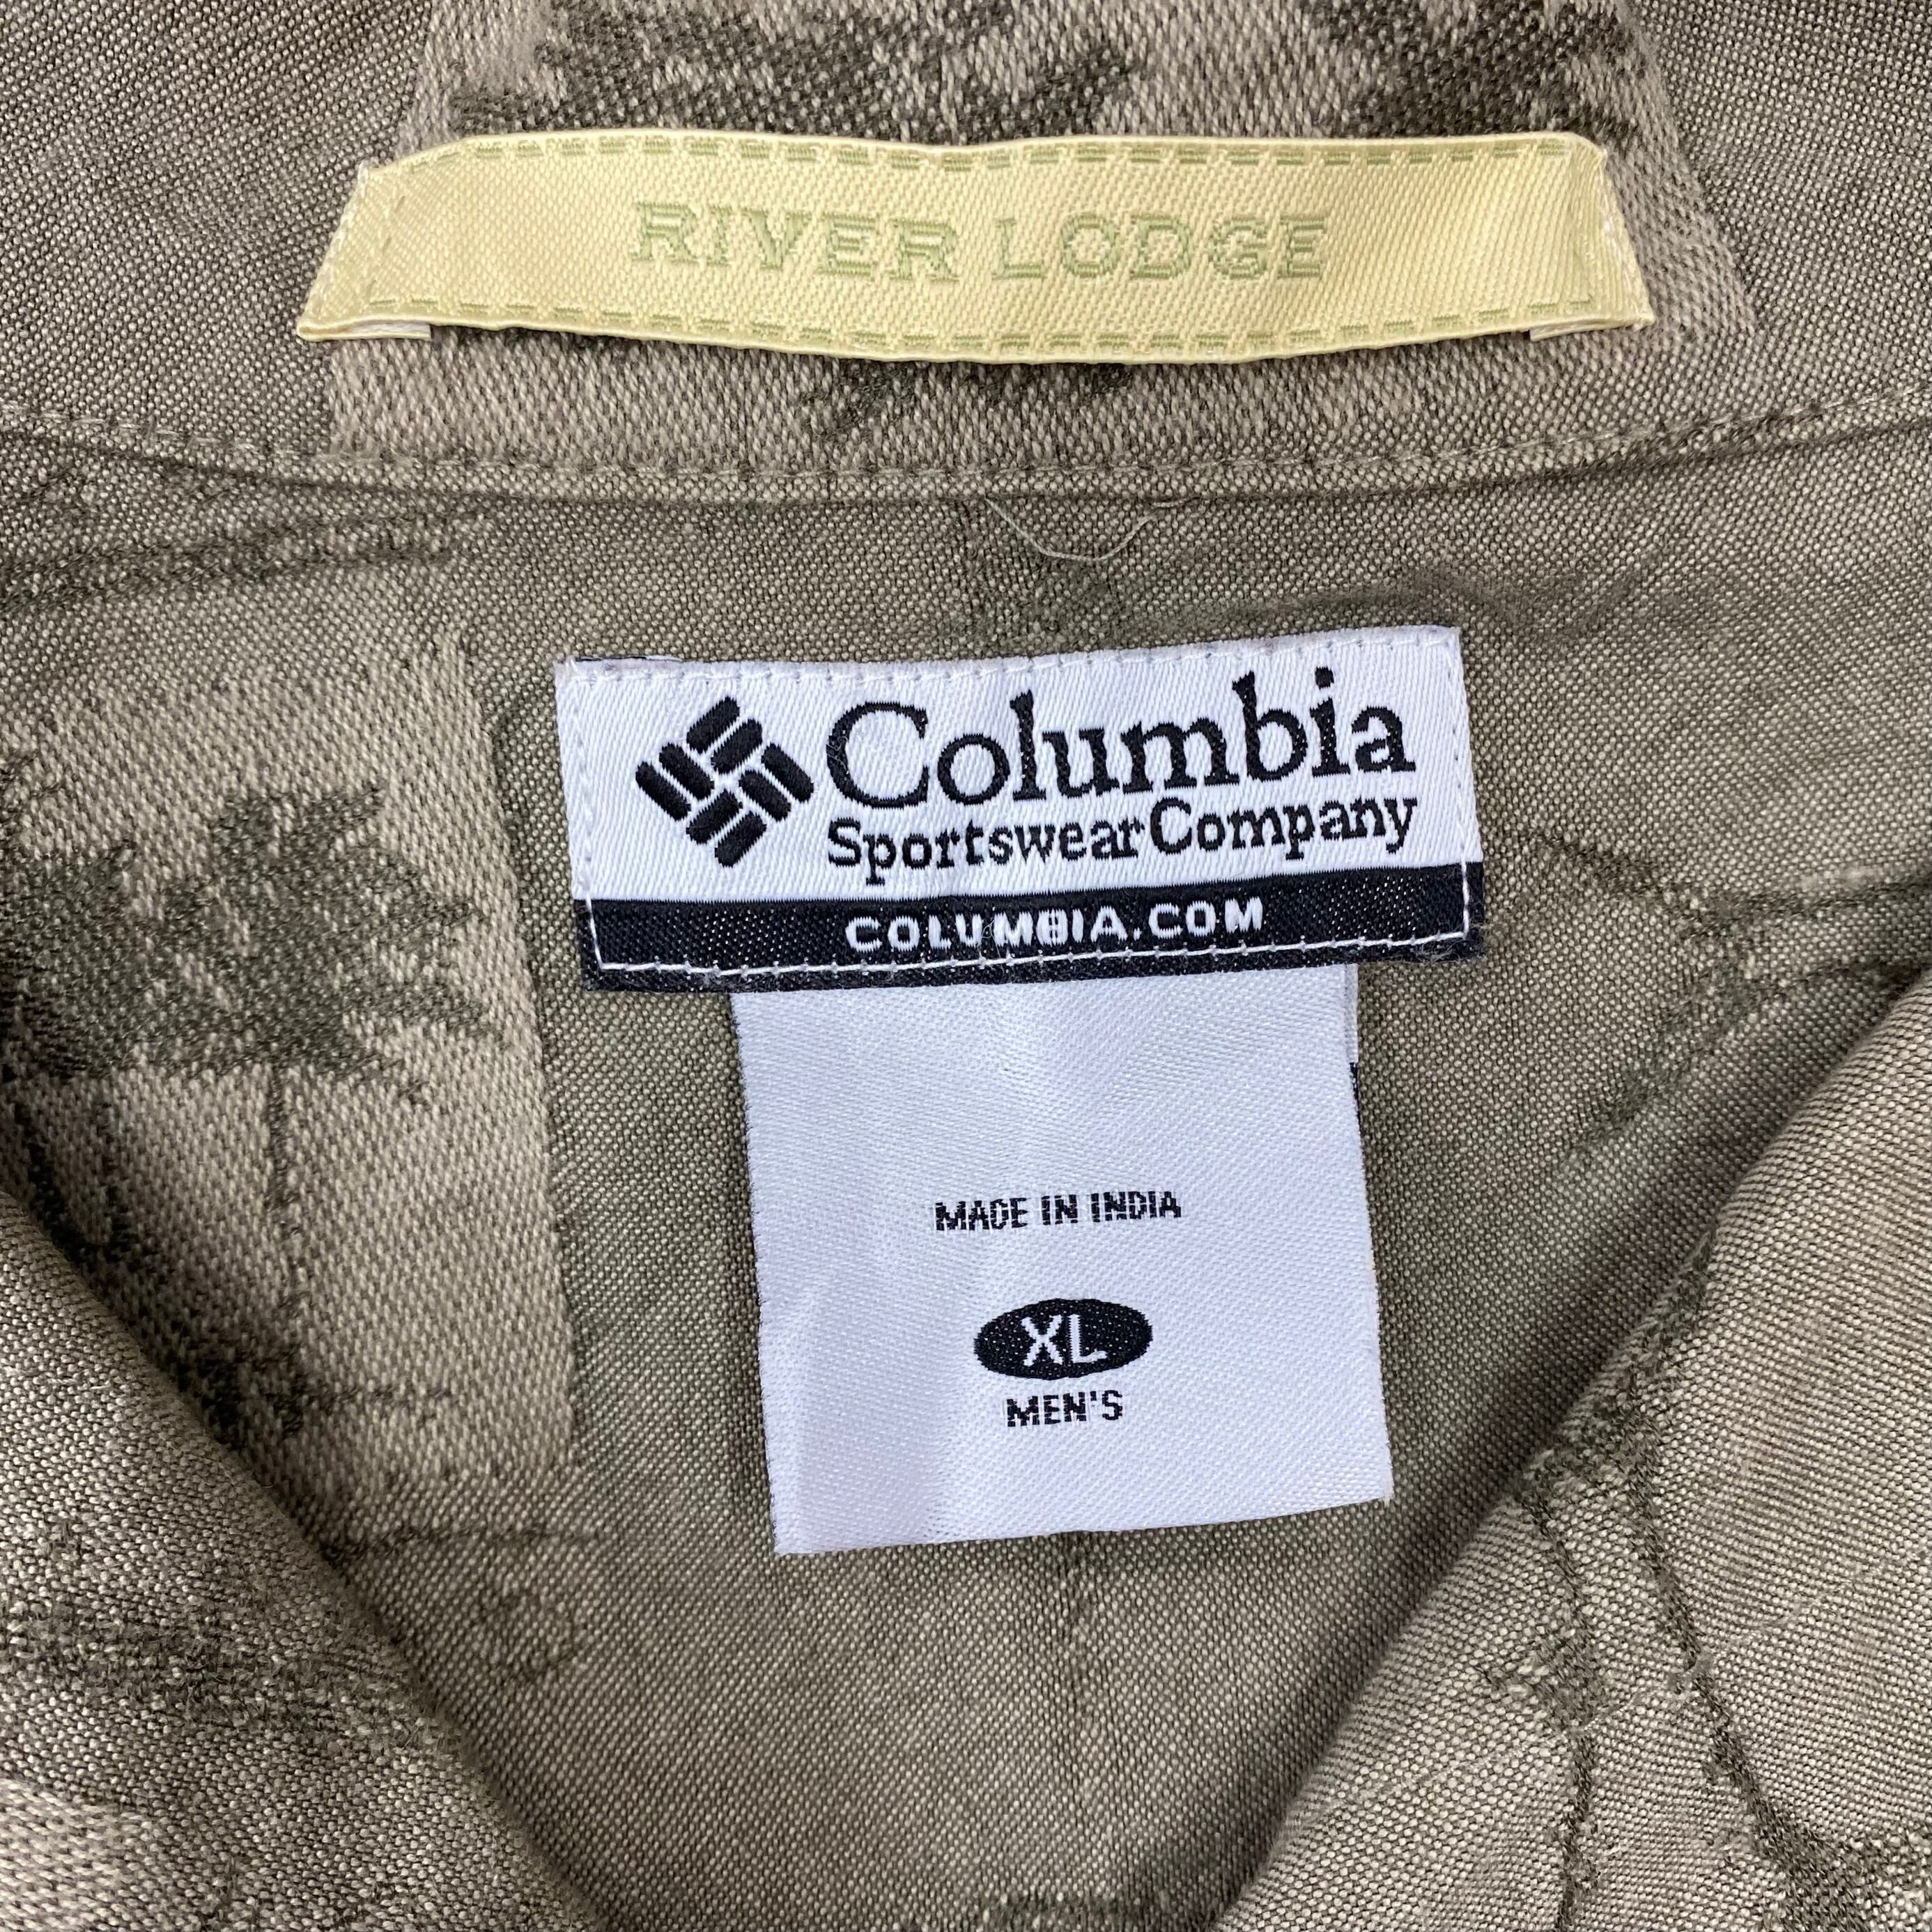 RIVER LODGE
Columbia
Sportswear Company
COLUMBIA.COM
MADE IN INDIA
XL
MEN'S